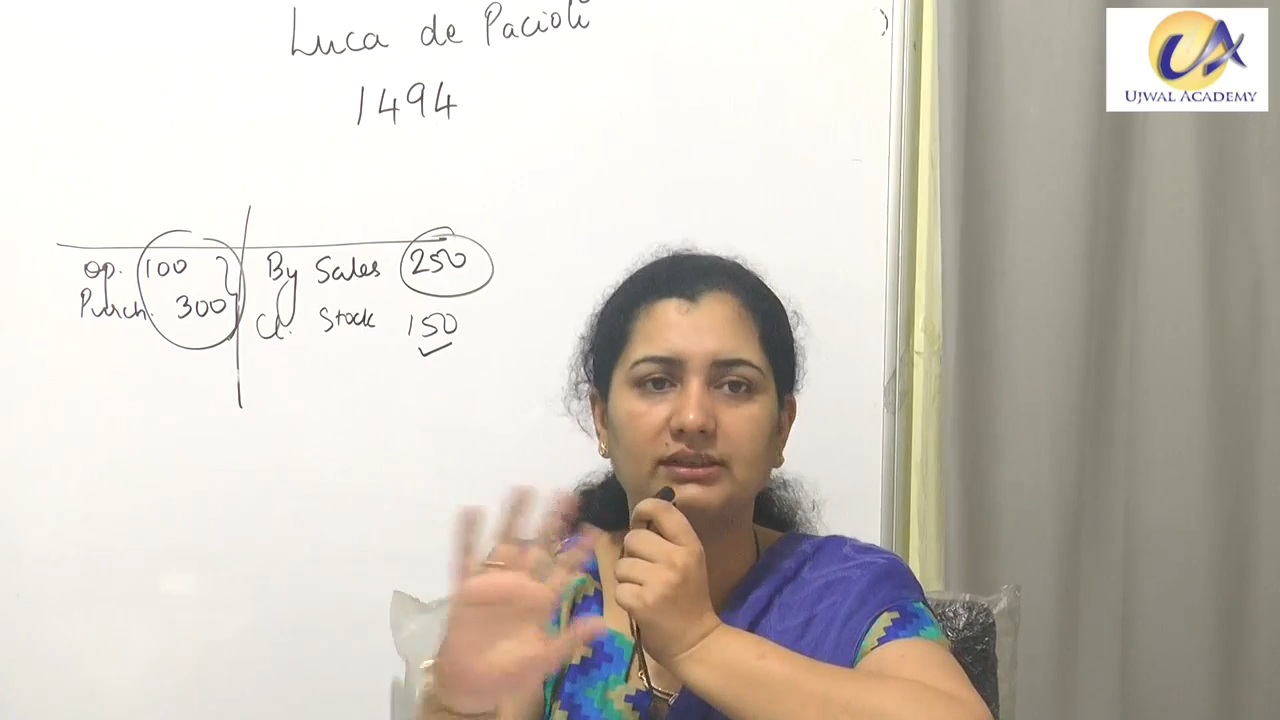 Luca de Pacioli
1494
Op. 100 By Sales 250
Purch. 300 Cl. Stock 150
UJWAL ACADEMY